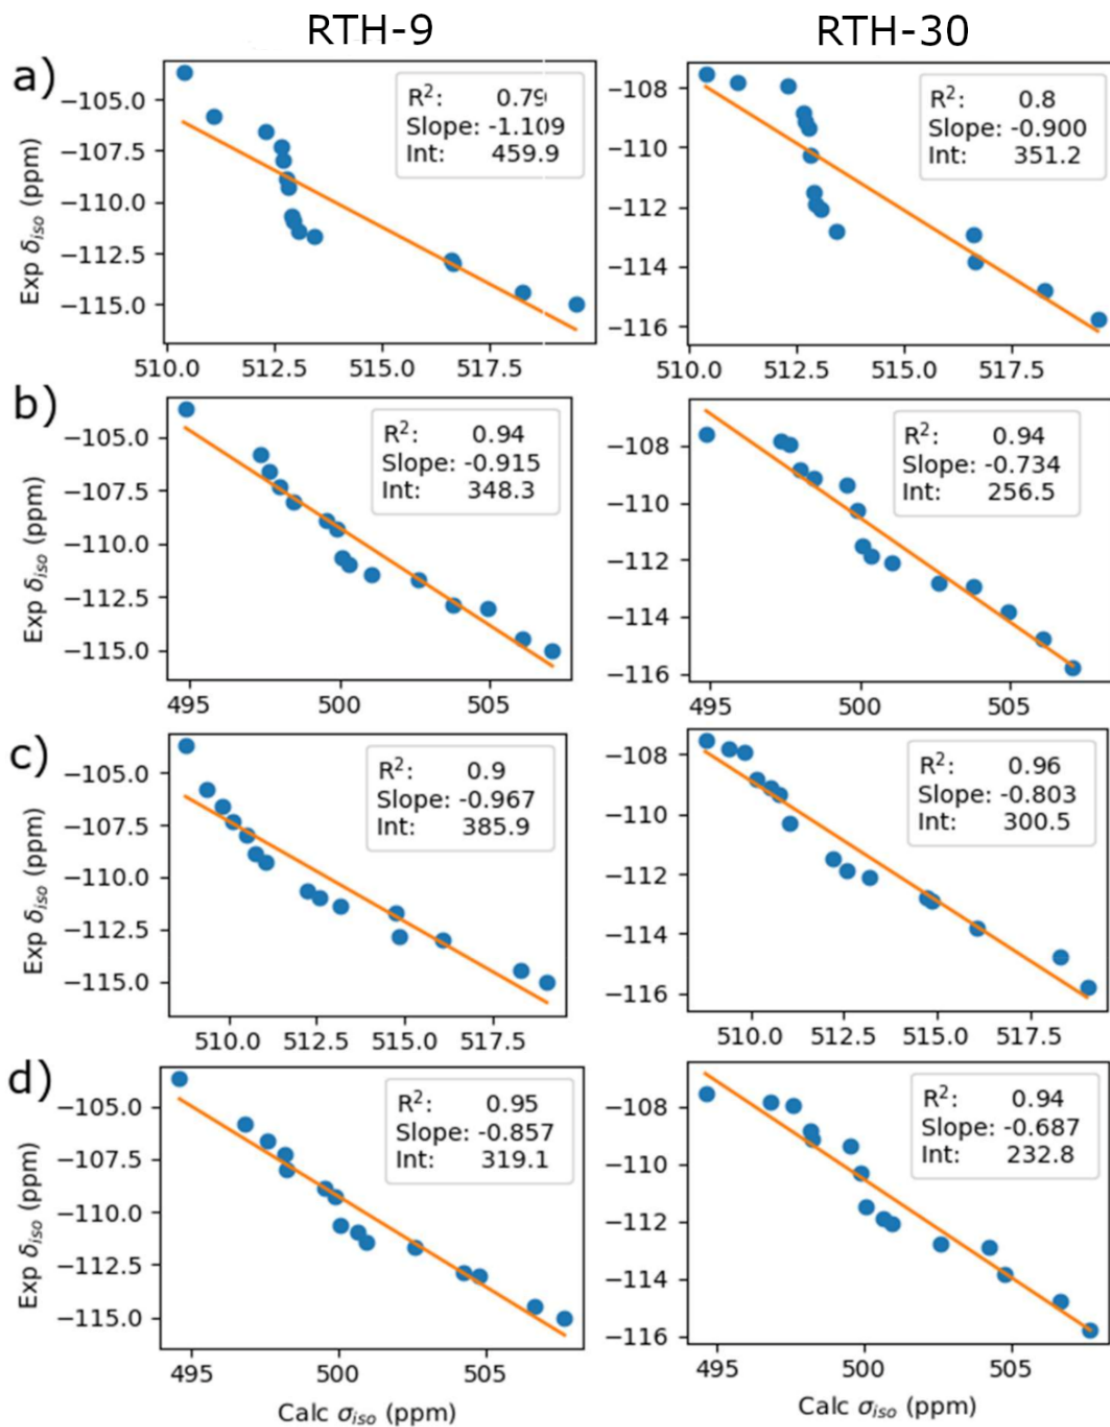 RTH-9 RTH-30
a)
R²: 0.79
Slope: -1.109
Int: 459.9
−105.0
−107.5
−110.0
−112.5
−115.0
Exp δiso (ppm)
510.0 512.5 515.0 517.5
R²: 0.8
Slope: -0.900
Int: 351.2
−108
−110
−112
−114
−116
510.0 512.5 515.0 517.5
b)
R²: 0.94
Slope: -0.915
Int: 348.3
−105.0
−107.5
−110.0
−112.5
−115.0
Exp δiso (ppm)
495 500 505
R²: 0.94
Slope: -0.734
Int: 256.5
−108
−110
−112
−114
−116
495 500 505
c)
R²: 0.9
Slope: -0.967
Int: 385.9
−105.0
−107.5
−110.0
−112.5
−115.0
Exp δiso (ppm)
510.0 512.5 515.0 517.5
R²: 0.96
Slope: -0.803
Int: 300.5
−108
−110
−112
−114
−116
510.0 512.5 515.0 517.5
d)
R²: 0.95
Slope: -0.857
Int: 319.1
−105.0
−107.5
−110.0
−112.5
−115.0
Exp δiso (ppm)
495 500 505
Calc σiso (ppm)
R²: 0.94
Slope: -0.687
Int: 232.8
−108
−110
−112
−114
−116
495 500 505
Calc σiso (ppm)